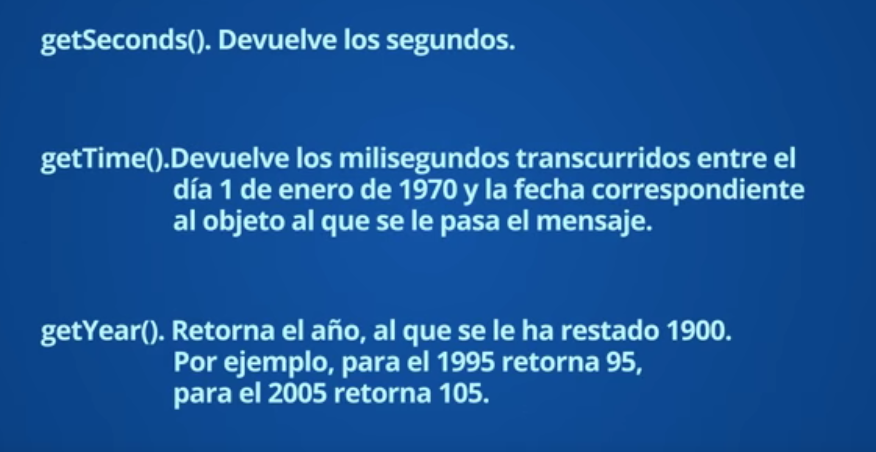 getSeconds(). Devuelve los segundos.
getTime().Devuelve los milisegundos transcurridos entre el
día 1 de enero de 1970 y la fecha correspondiente
al objeto al que se le pasa el mensaje.
getYear(). Retorna el año, al que se le ha restado 1900.
Por ejemplo, para el 1995 retorna 95,
para el 2005 retorna 105.